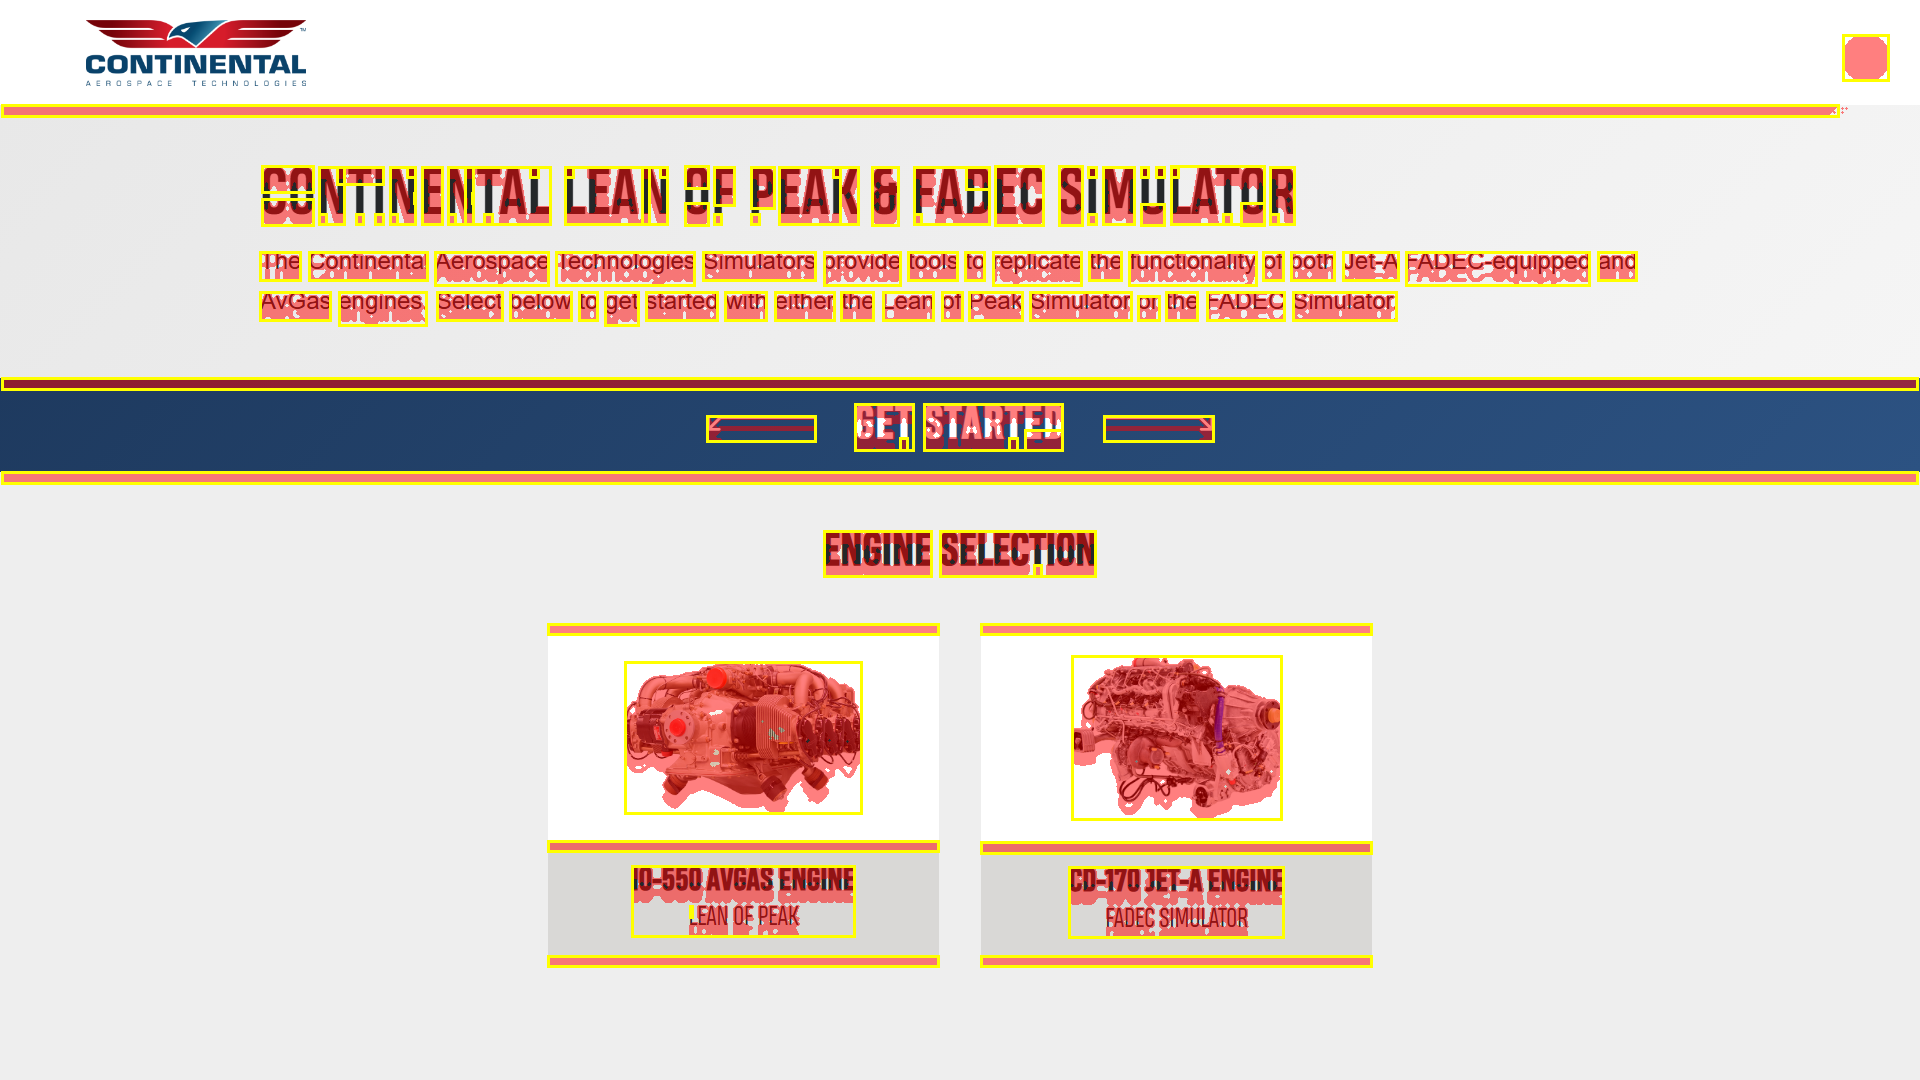 CONTINENTAL
AEROSPACE TECHNOLOGIES
TM
CONTINENTAL LEAN OF PEAK & FADEC SIMULATOR
The Continental Aerospace Technologies Simulators provide tools to replicate the functionality of both Jet-A FADEC-equipped and
AvGas engines. Select below to get started with either the Lean of Peak Simulator or the FADEC Simulator.
GET STARTED
ENGINE SELECTION
IO-550 AVGAS ENGINE
LEAN OF PEAK
CD-170 JET-A ENGINE
FADEC SIMULATOR